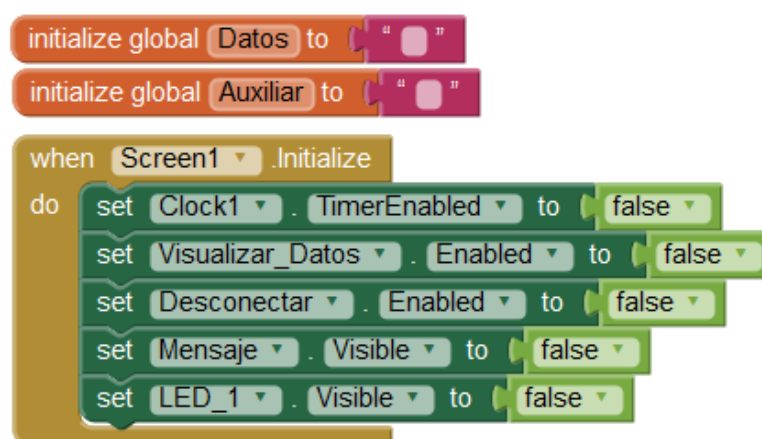 initialize global Datos to " "
initialize global Auxiliar to " "
when Screen1 .Initialize
do set Clock1 . TimerEnabled to false
set Visualizar_Datos . Enabled to false
set Desconectar . Enabled to false
set Mensaje . Visible to false
set LED_1 . Visible to false